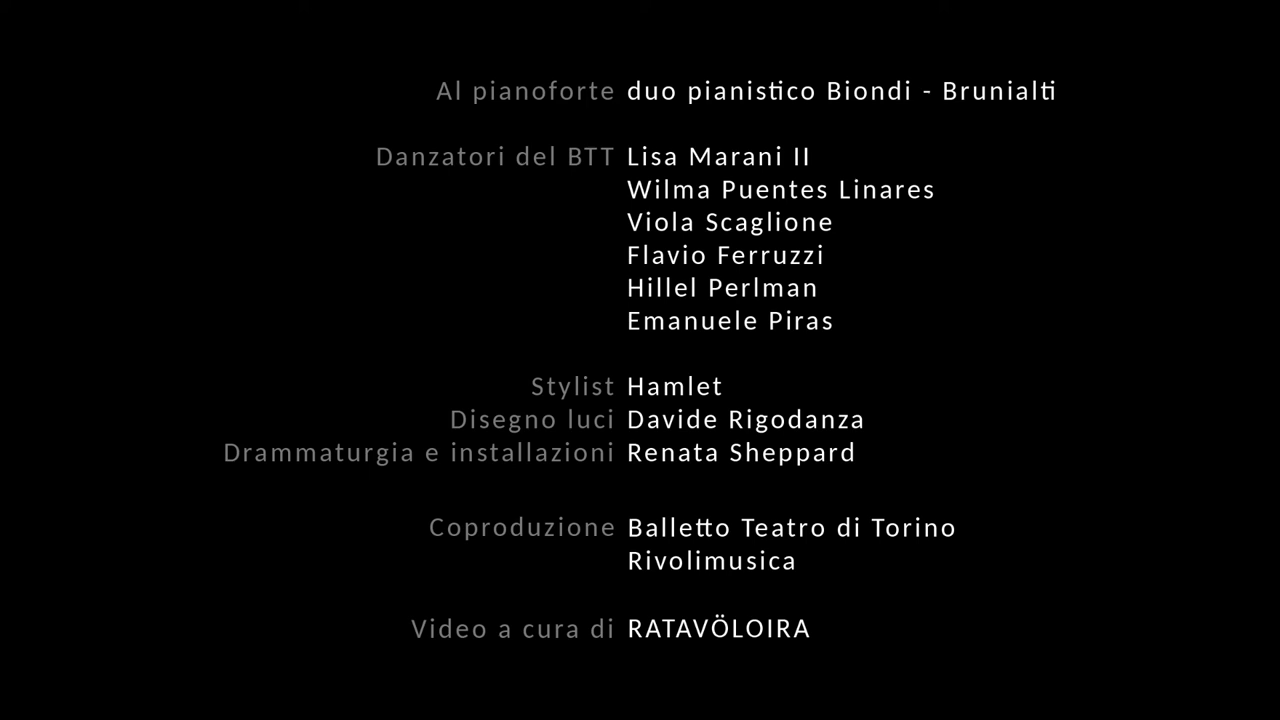 Al pianoforte duo pianistico Biondi - Brunialti
Danzatori del BTT Lisa Marani II
Wilma Puentes Linares
Viola Scaglione
Flavio Ferruzzi
Hillel Perlman
Emanuele Piras
Stylist Hamlet
Disegno luci Davide Rigodanza
Drammaturgia e installazioni Renata Sheppard
Coproduzione Balletto Teatro di Torino
Rivolimusica
Video a cura di RATAVÖLOIRA